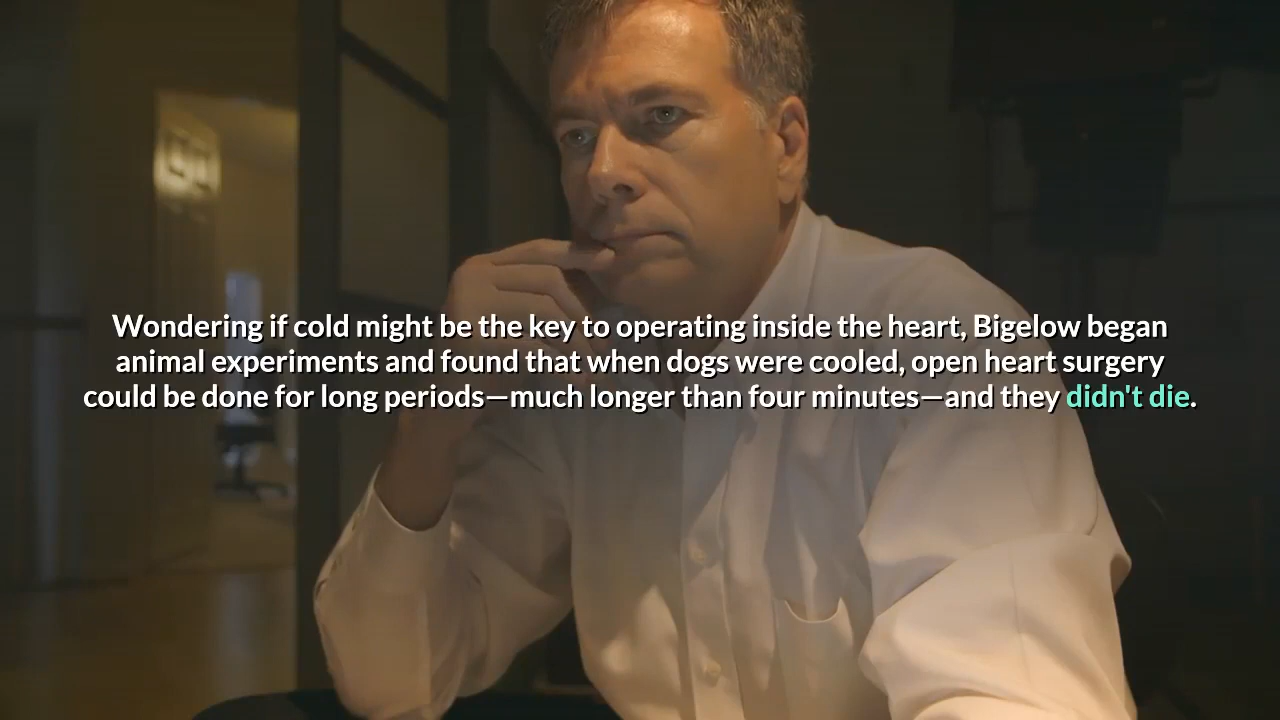 Wondering if cold might be the key to operating inside the heart, Bigelow began
animal experiments and found that when dogs were cooled, open heart surgery
could be done for long periods—much longer than four minutes—and they didn't die.